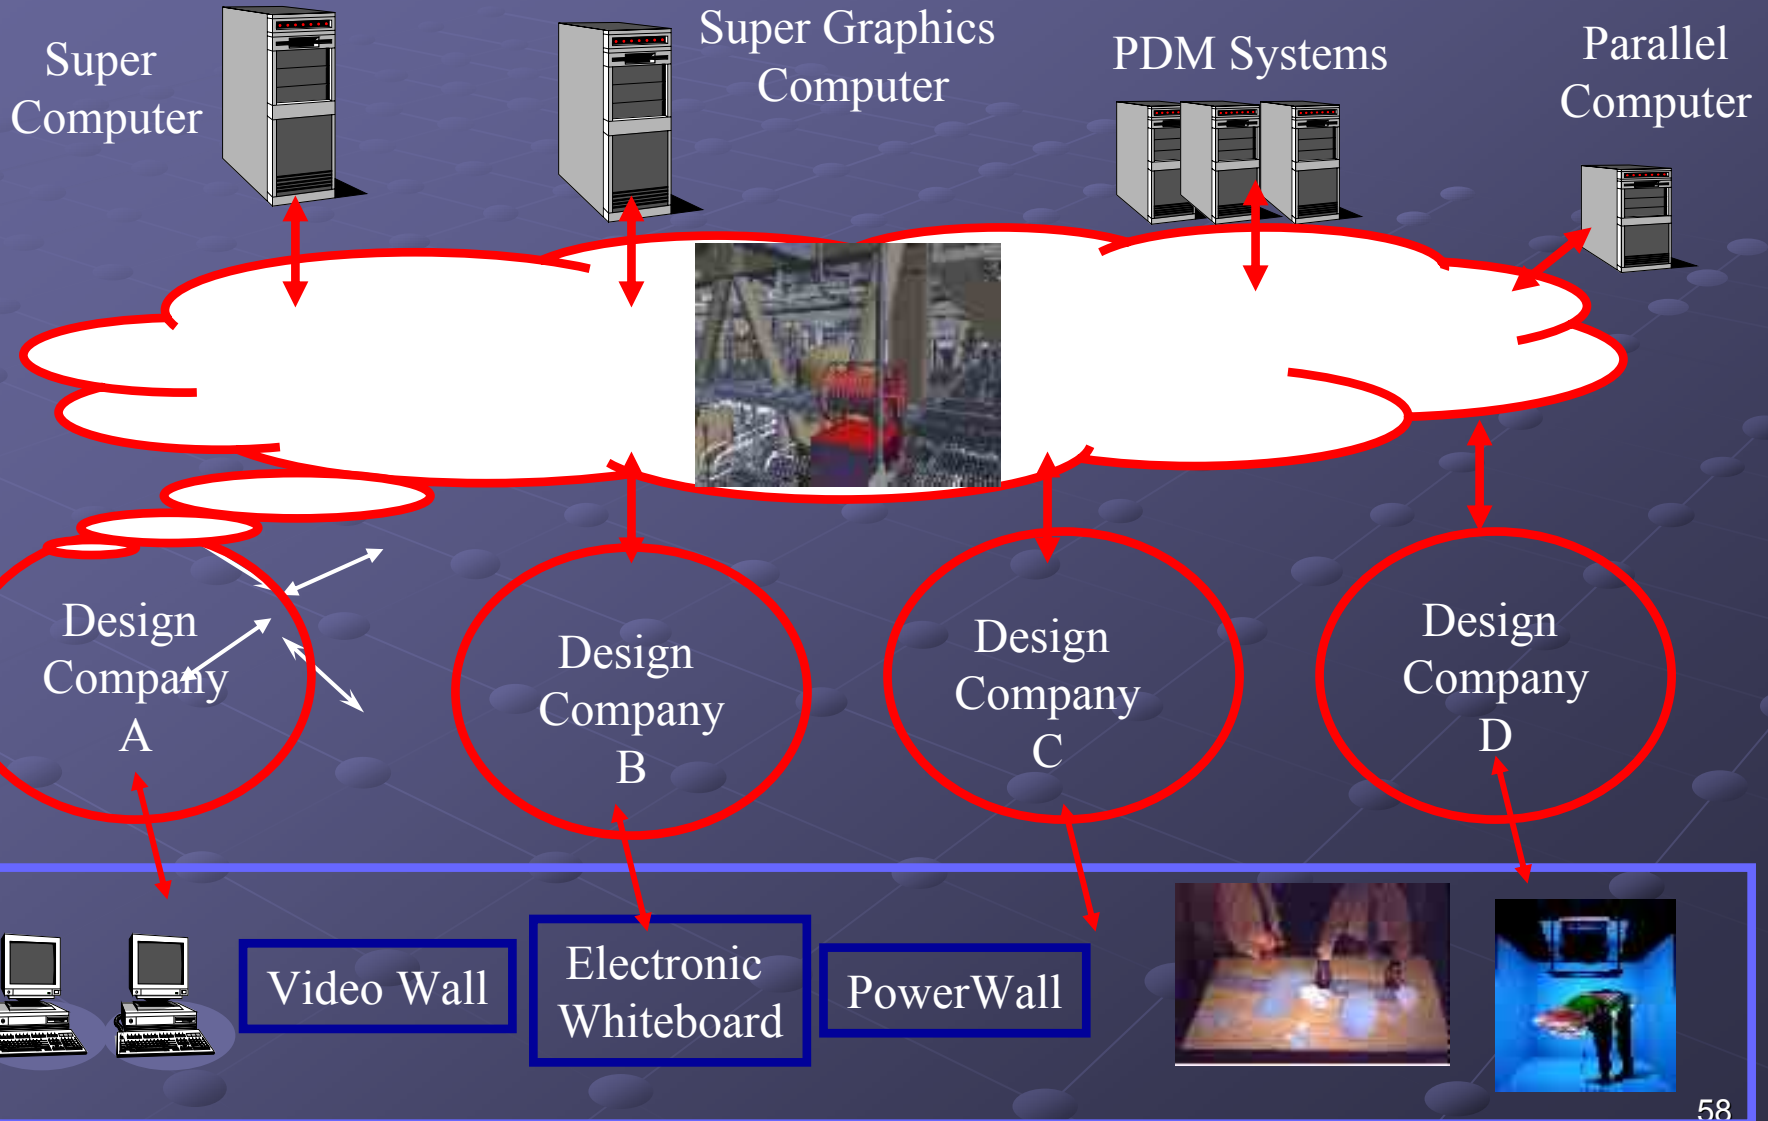 Super
Computer
Super Graphics
Computer
PDM Systems
Parallel
Computer
Design
Company
A
Design
Company
B
Design
Company
C
Design
Company
D
Video Wall
Electronic
Whiteboard
PowerWall
58